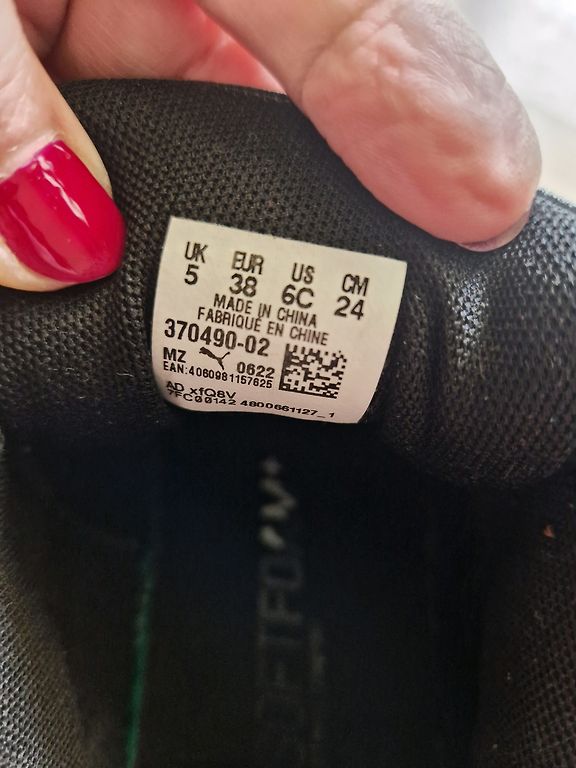 UK EUR US CM
5 38 6C 24
MADE IN CHINA
FABRIQUÉ EN CHINE
370490-02
MZ 0622
EAN:4060981157625
AD xfQ8V
7FC00142 4800661127_1